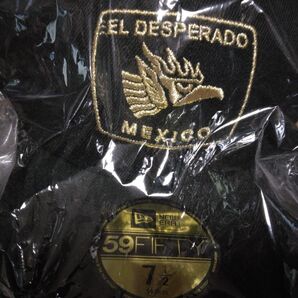 EL DESPERADO
MEXICO
NEW ERA
59FIFTY
7 1/2